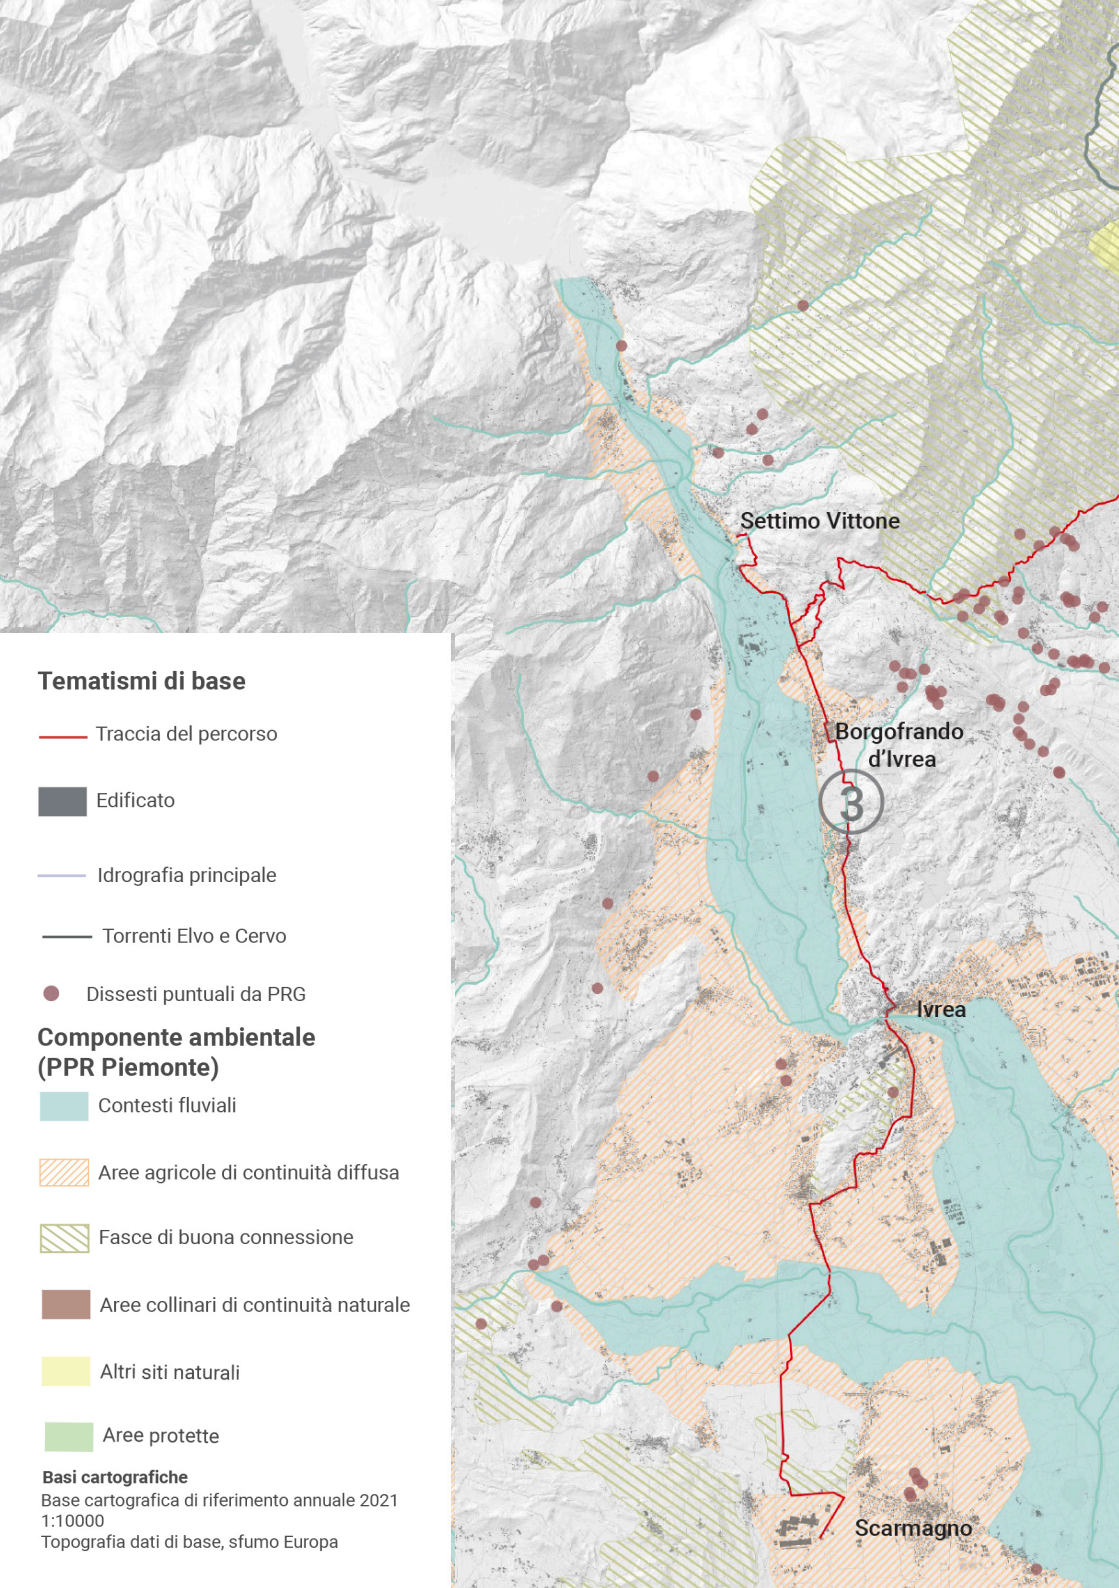 Settimo Vittone
Borgofrando
d'Ivrea
3
Ivrea
Scarmagno
Tematismi di base
Traccia del percorso
Edificato
Idrografia principale
Torrenti Elvo e Cervo
Dissesti puntuali da PRG
Componente ambientale
(PPR Piemonte)
Contesti fluviali
Aree agricole di continuità diffusa
Fasce di buona connessione
Aree collinari di continuità naturale
Altri siti naturali
Aree protette
Basi cartografiche
Base cartografica di riferimento annuale 2021
1:10000
Topografia dati di base, sfumo Europa